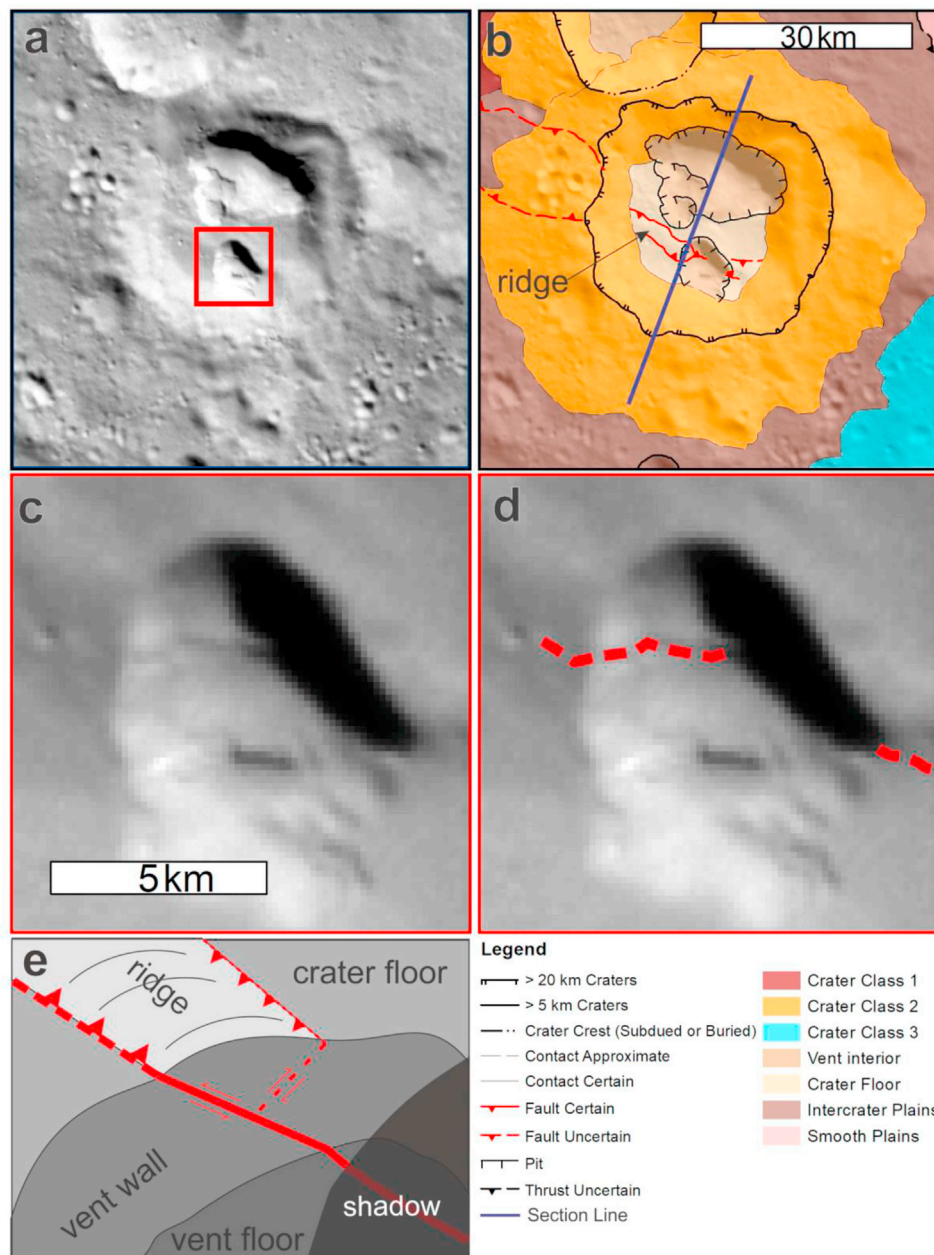 a
b
30 km
ridge
c
d
5 km
e
ridge
crater floor
vent wall
vent floor
shadow
Legend
> 20 km Craters
> 5 km Craters
Crater Crest (Subdued or Buried)
Contact Approximate
Contact Certain
Fault Certain
Fault Uncertain
Pit
Thrust Uncertain
Section Line
Crater Class 1
Crater Class 2
Crater Class 3
Vent interior
Crater Floor
Intercrater Plains
Smooth Plains